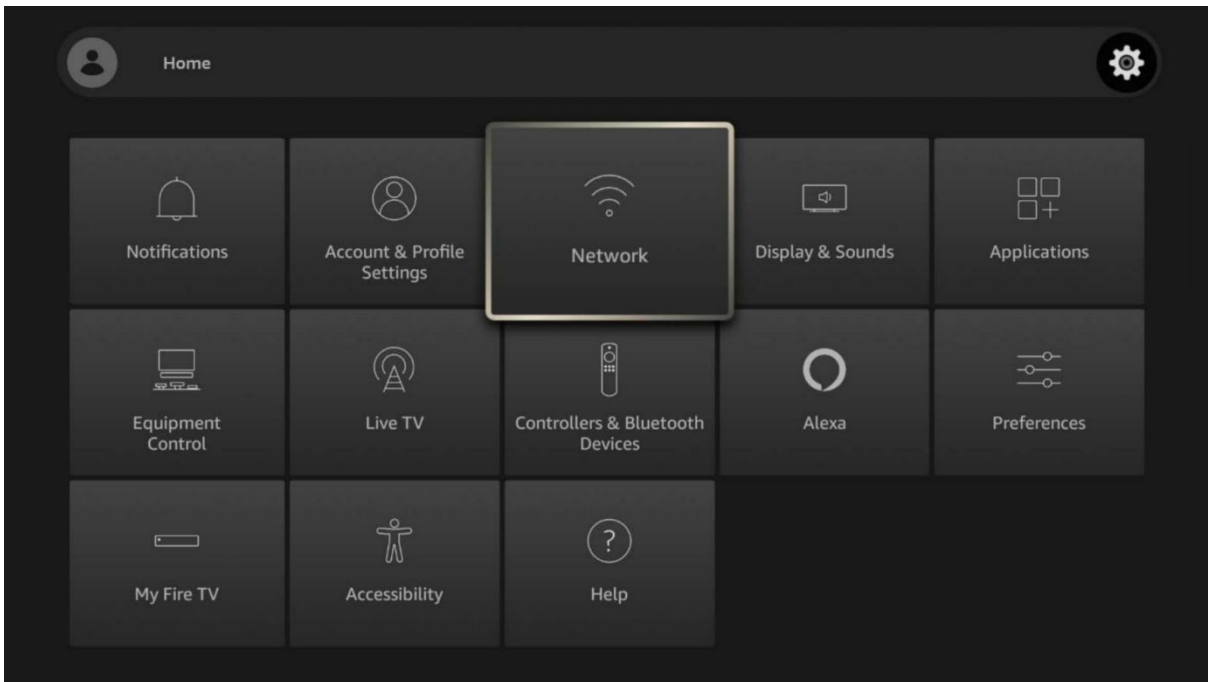 Home
Notifications
Account & Profile
Settings
Network
Display & Sounds
Applications
Equipment
Control
Live TV
Controllers & Bluetooth
Devices
Alexa
Preferences
My Fire TV
Accessibility
?
Help